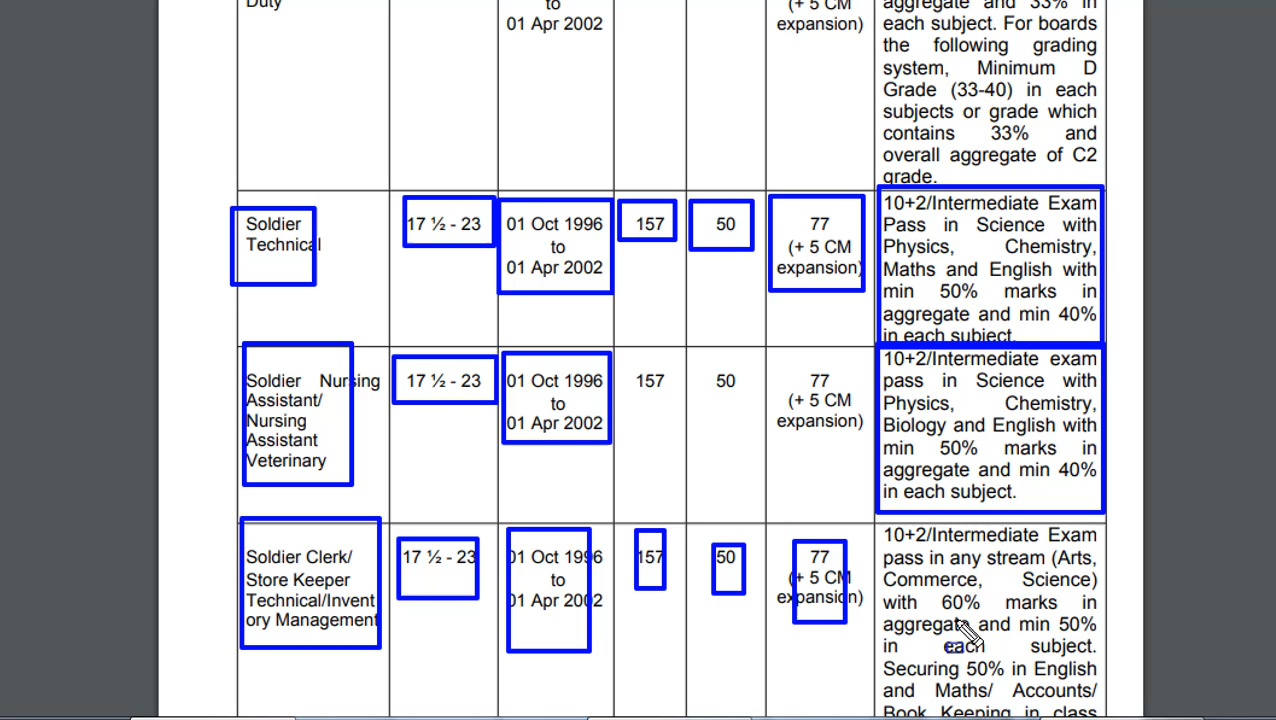 Duty
to
01 Apr 2002
(+ 5 CM
expansion)
aggregate and 33% in
each subject. For boards
the following grading
system, Minimum D
Grade (33-40) in each
subjects or grade which
contains 33% and
overall aggregate of C2
grade.
Soldier
Technical
17 ½ - 23
01 Oct 1996
to
01 Apr 2002
157
50
77
(+ 5 CM
expansion)
10+2/Intermediate Exam
Pass in Science with
Physics, Chemistry,
Maths and English with
min 50% marks in
aggregate and min 40%
in each subject.
Soldier Nursing
Assistant/
Nursing
Assistant
Veterinary
17 ½ - 23
01 Oct 1996
to
01 Apr 2002
157
50
77
(+ 5 CM
expansion)
10+2/Intermediate exam
pass in Science with
Physics, Chemistry,
Biology and English with
min 50% marks in
aggregate and min 40%
in each subject.
Soldier Clerk/
Store Keeper
Technical/Invent
ory Management
17 ½ - 23
01 Oct 1996
to
01 Apr 2002
157
50
77
(+ 5 CM
expansion)
10+2/Intermediate Exam
pass in any stream (Arts,
Commerce, Science)
with 60% marks in
aggregate and min 50%
in each subject.
Securing 50% in English
and Maths/ Accounts/
Book Keeping in class